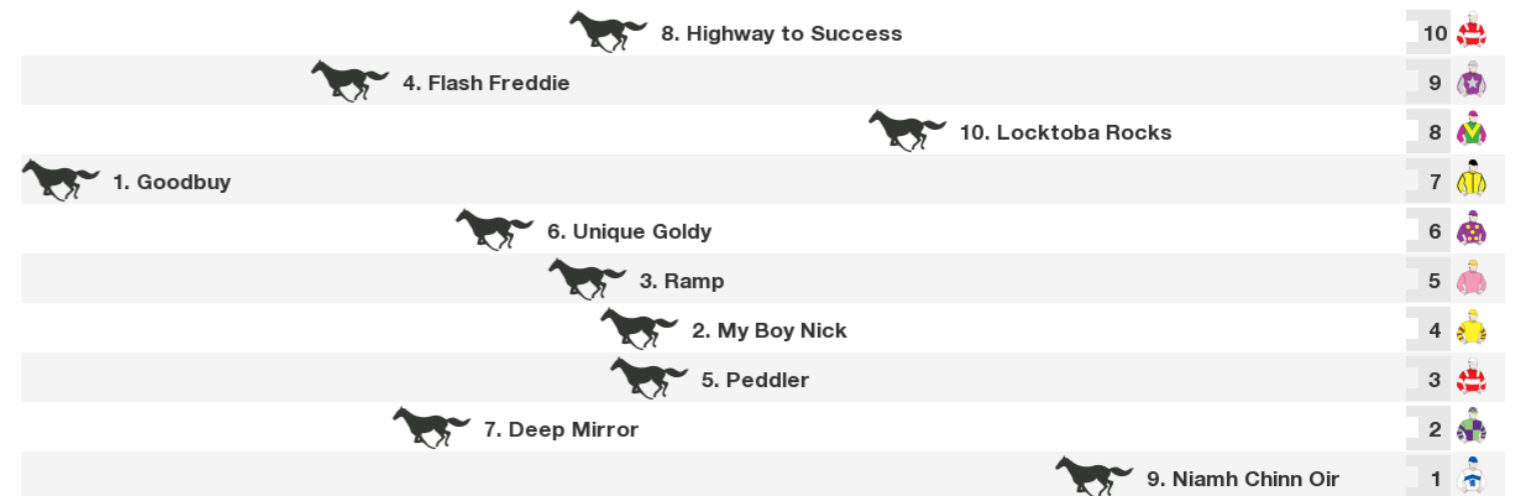 8. Highway to Success 10
4. Flash Freddie 9
10. Locktoba Rocks 8
1. Goodbuy 7
6. Unique Goldy 6
3. Ramp 5
2. My Boy Nick 4
5. Peddler 3
7. Deep Mirror 2
9. Niamh Chinn Oir 1